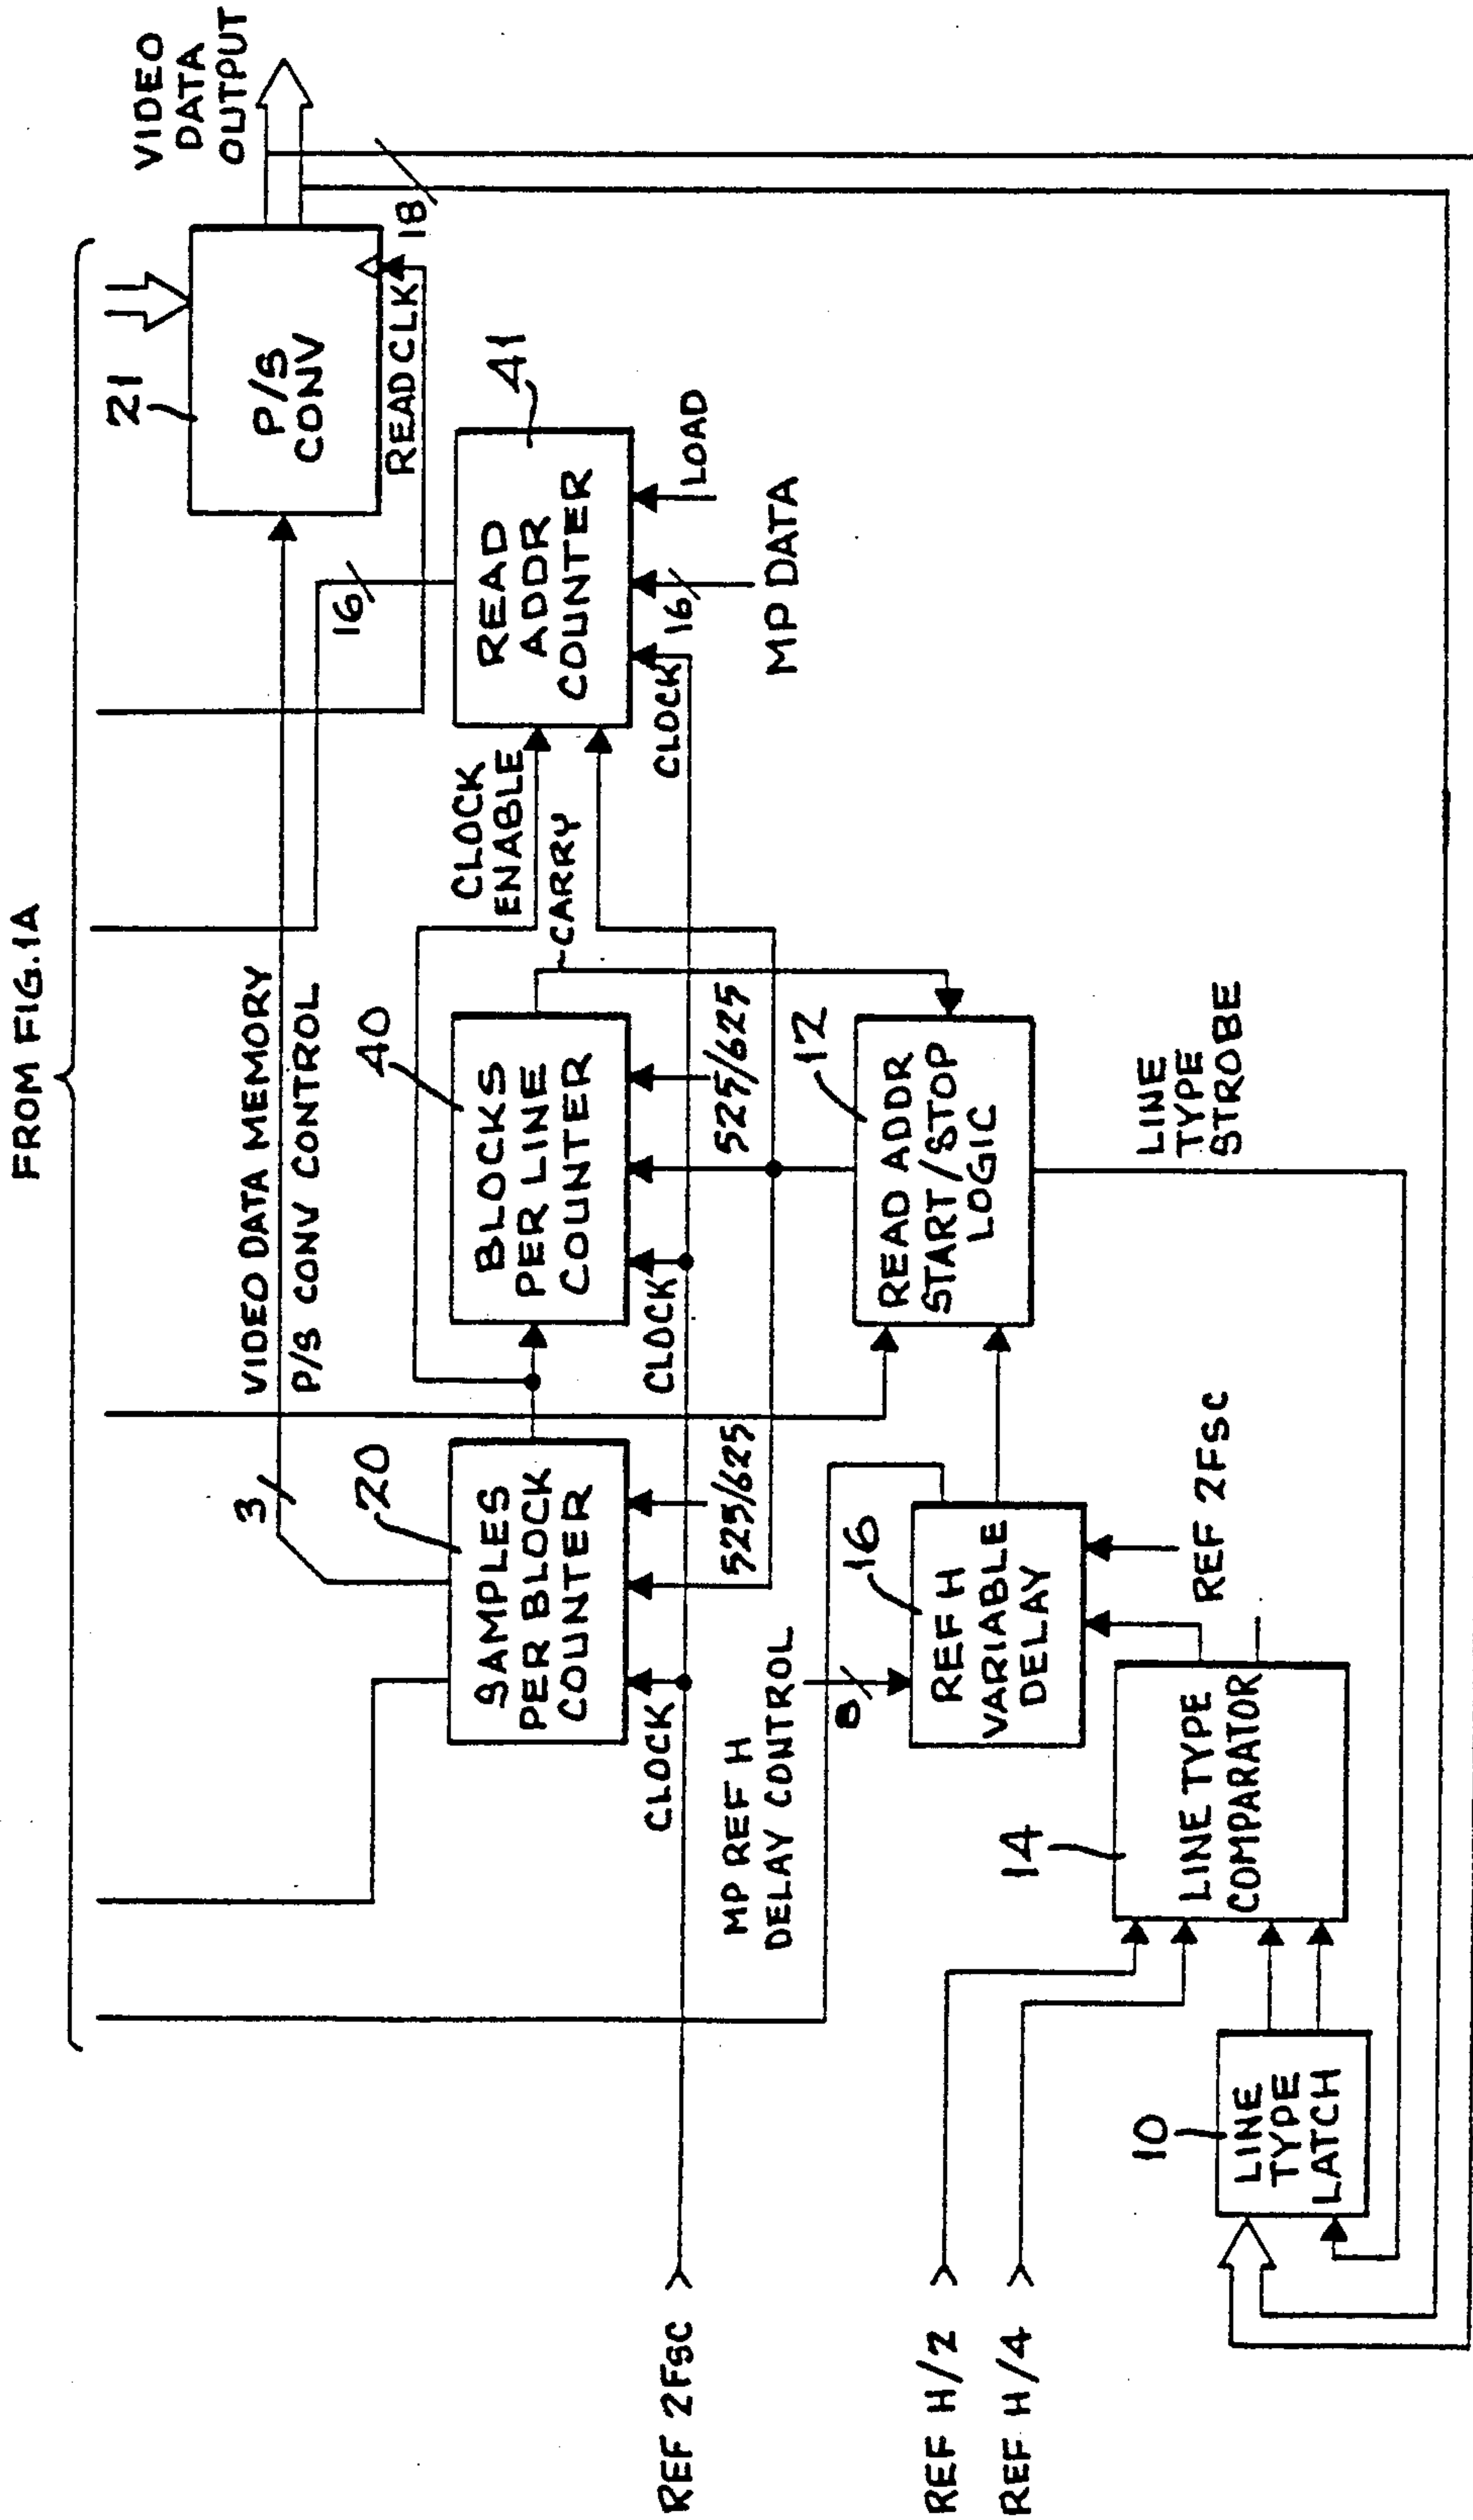 FROM FIG.1A
VIDEO
DATA
OUTPUT
21
P/S
CONV
18
READ CLK
VIDEO DATA MEMORY
P/S CONV CONTROL
3
16
20
SAMPLES
PER BLOCK
COUNTER
40
BLOCKS
PER LINE
COUNTER
CLOCK
ENABLE
CARRY
41
READ
ADDR
COUNTER
CLOCK
525/625
CLOCK
525/625
CLOCK
16
LOAD
MP DATA
REF 2FSC
MP REF H
DELAY CONTROL
8
16
REF H
VARIABLE
DELAY
12
READ ADDR
START/STOP
LOGIC
REF H/2
REF H/4
14
LINE TYPE
COMPARATOR
REF 2FSC
LINE
TYPE
STROBE
10
LINE
TYPE
LATCH